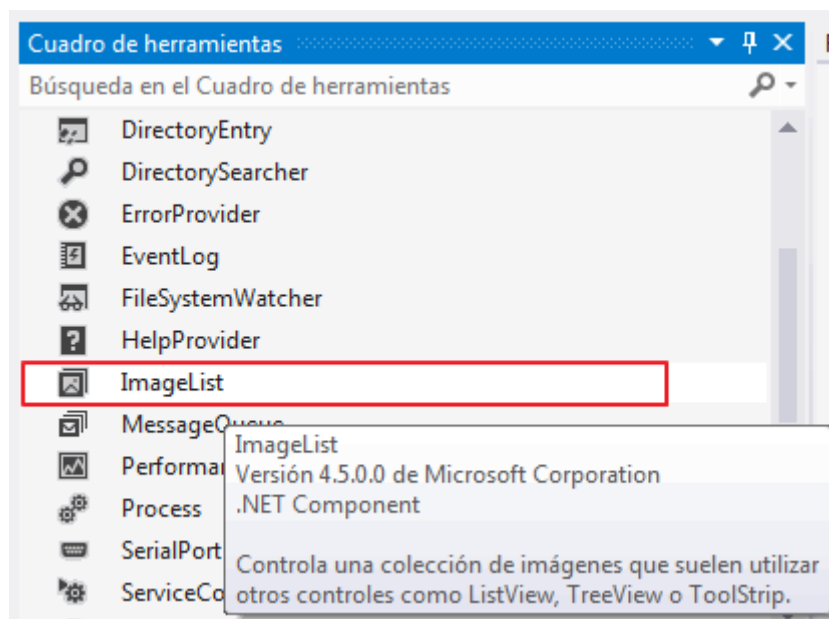 Cuadro de herramientas
Búsqueda en el Cuadro de herramientas
DirectoryEntry
DirectorySearcher
ErrorProvider
EventLog
FileSystemWatcher
HelpProvider
ImageList
ImageList
Versión 4.5.0.0 de Microsoft Corporation
Process
.NET Component
SerialPort
Controla una colección de imágenes que suelen utilizar
otros controles como ListView, TreeView o ToolStrip.